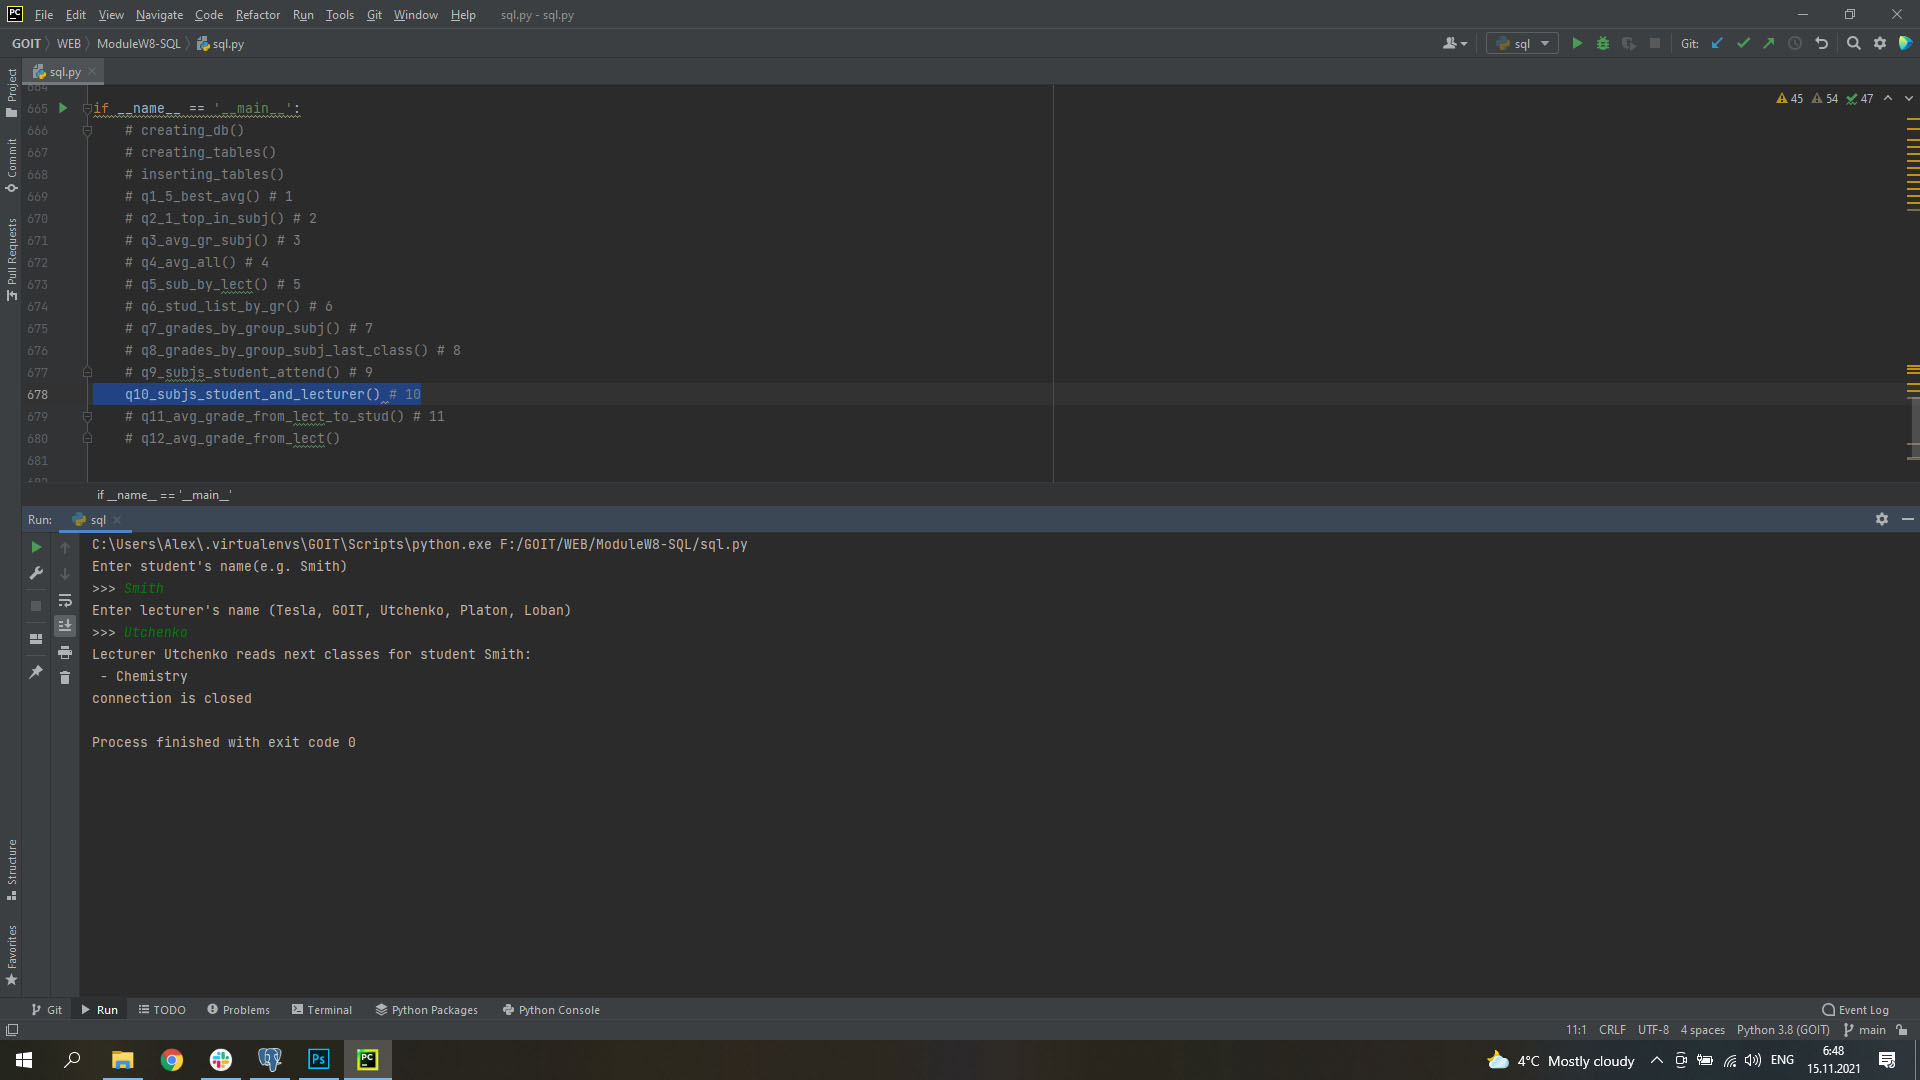 PC File Edit View Navigate Code Refactor Run Tools Git Window Help sql.py - sql.py
GOIT WEB ModuleW8-SQL sql.py
sql Git:
sql.py
Project
Commit
Pull Requests
Structure
Favorites
664
665 if __name__ == '__main__':
666 # creating_db()
667 # creating_tables()
668 # inserting_tables()
669 # q1_5_best_avg() # 1
670 # q2_1_top_in_subj() # 2
671 # q3_avg_gr_subj() # 3
672 # q4_avg_all() # 4
673 # q5_sub_by_lect() # 5
674 # q6_stud_list_by_gr() # 6
675 # q7_grades_by_group_subj() # 7
676 # q8_grades_by_group_subj_last_class() # 8
677 # q9_subjs_student_attend() # 9
678 q10_subjs_student_and_lecturer() # 10
679 # q11_avg_grade_from_lect_to_stud() # 11
680 # q12_avg_grade_from_lect()
681
682
45 54 47
if __name__ == '__main__'
Run: sql
C:\Users\Alex\.virtualenvs\GOIT\Scripts\python.exe F:/GOIT/WEB/ModuleW8-SQL/sql.py
Enter student's name(e.g. Smith)
>>> Smith
Enter lecturer's name (Tesla, GOIT, Utchenko, Platon, Loban)
>>> Utchenko
Lecturer Utchenko reads next classes for student Smith:
- Chemistry
connection is closed
Process finished with exit code 0
Git Run TODO Problems Terminal Python Packages Python Console Event Log
11:1 CRLF UTF-8 4 spaces Python 3.8 (GOIT) main
Ps PC 4°C Mostly cloudy ENG 6:48
15.11.2021